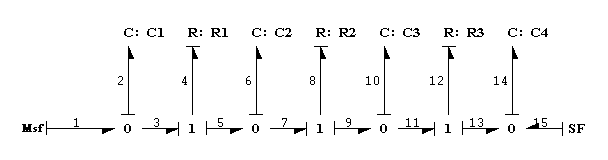 C: C1 R: R1 C: C2 R: R2 C: C3 R: R3 C: C4
2 4 6 8 10 12 14
Msf 1 0 3 1 5 0 7 1 9 0 11 1 13 0 15 SF